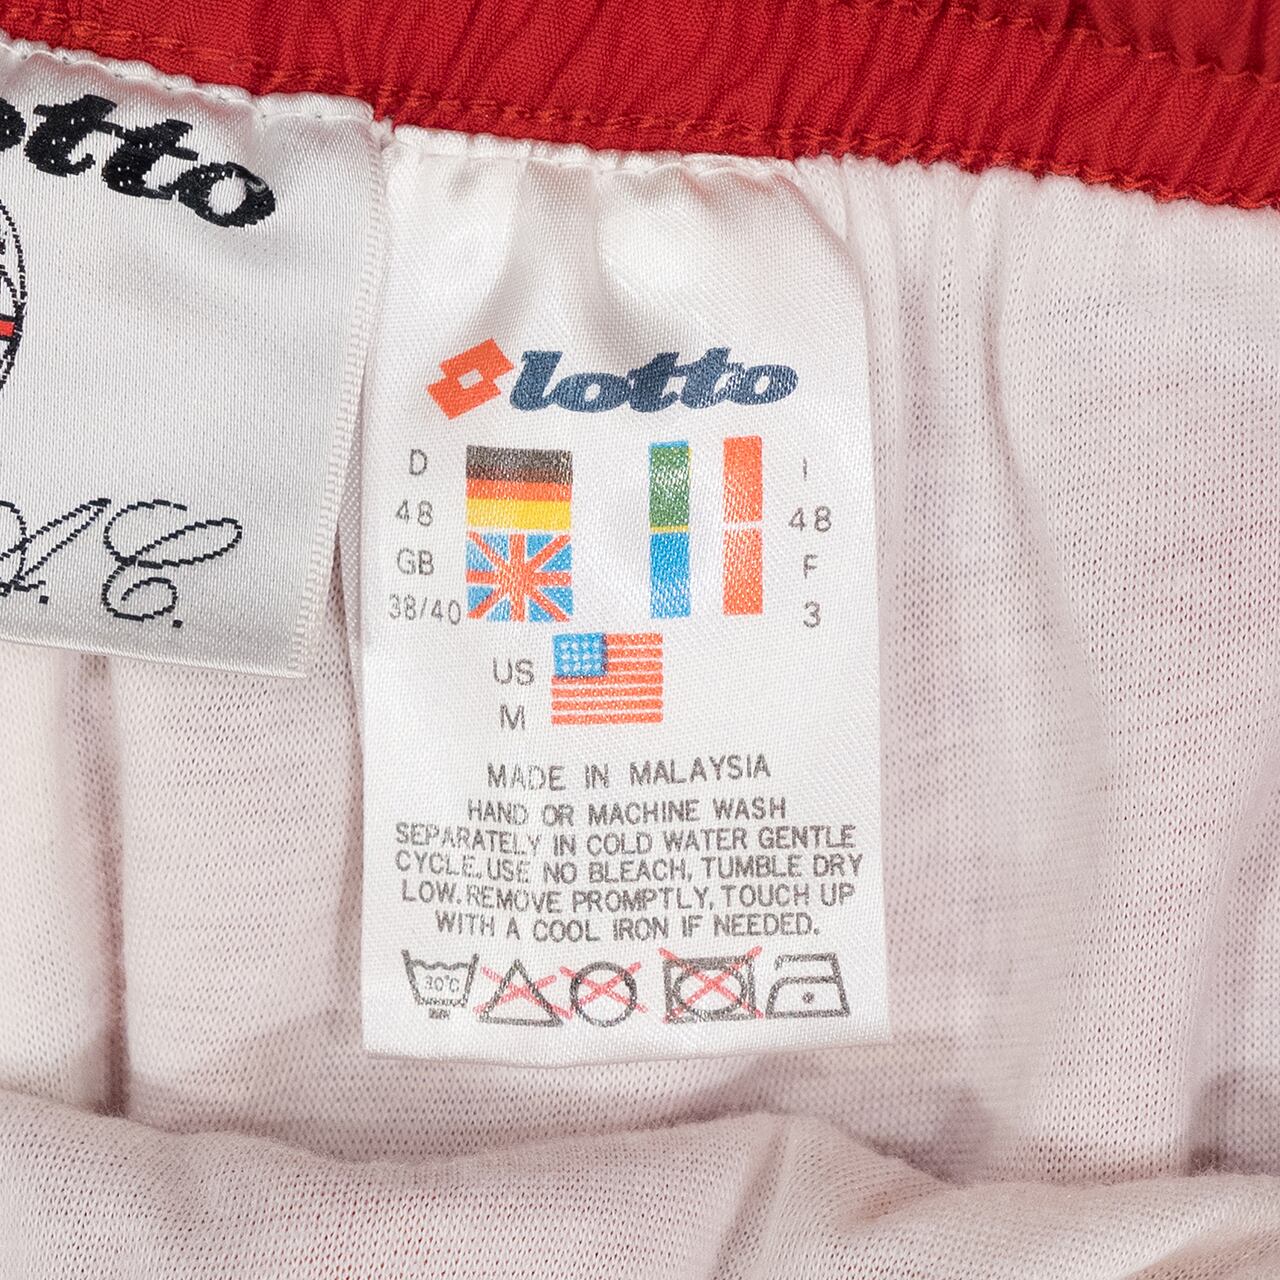 otto
A.C.
lotto
D
48
GB
38/40
I
48
F
3
US
M
MADE IN MALAYSIA
HAND OR MACHINE WASH
SEPARATELY IN COLD WATER GENTLE
CYCLE. USE NO BLEACH, TUMBLE DRY
LOW. REMOVE PROMPTLY, TOUCH UP
WITH A COOL IRON IF NEEDED.
30°C